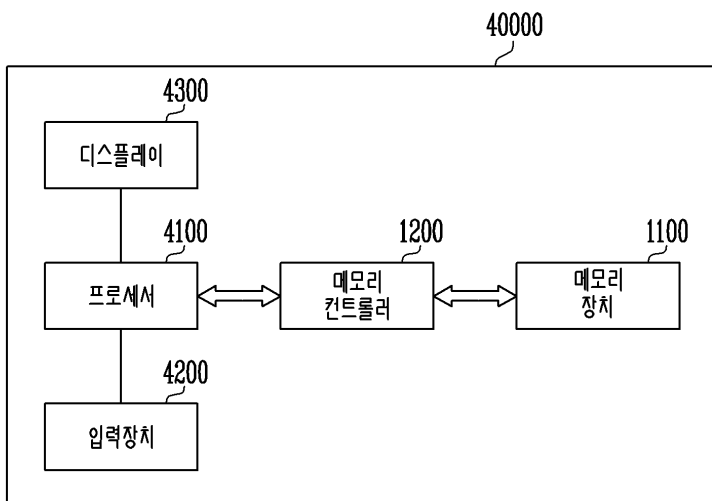 40000
4300
디스플레이
4100
프로세서
1200
메모리
컨트롤러
1100
메모리
장치
4200
입력장치